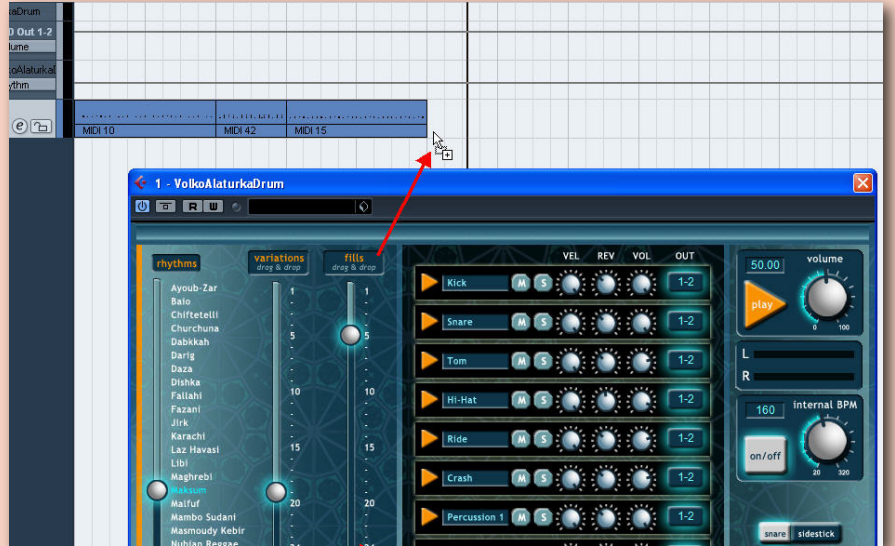 kaDrum
D Out 1-2
lume
koAlaturkaD
ythm
e
MIDI 10
MIDI 42
MIDI 15
1 - VolkoAlaturkaDrum
R W
rhythms
variations
drag & drop
fills
drag & drop
Ayoub-Zar
Baio
Chiftetelli
Churchuna
Dabkkah
Darig
Daza
Dishka
Fallahi
Fazani
Jirk
Karachi
Laz Havasi
Libi
Maghrebi
Maksum
Malfuf
Mambo Sudani
Masmoudy Kebir
Nubian Reggae
1
5
10
15
20
24
1
5
10
15
20
24
VEL REV VOL OUT
Kick M S 1-2
Snare M S 1-2
Tom M S 1-2
Hi-Hat M S 1-2
Ride M S 1-2
Crash M S 1-2
Percussion 1 M S 1-2
50.00
volume
play
0 100
L
R
160
internal BPM
on/off
20 320
snare sidestick